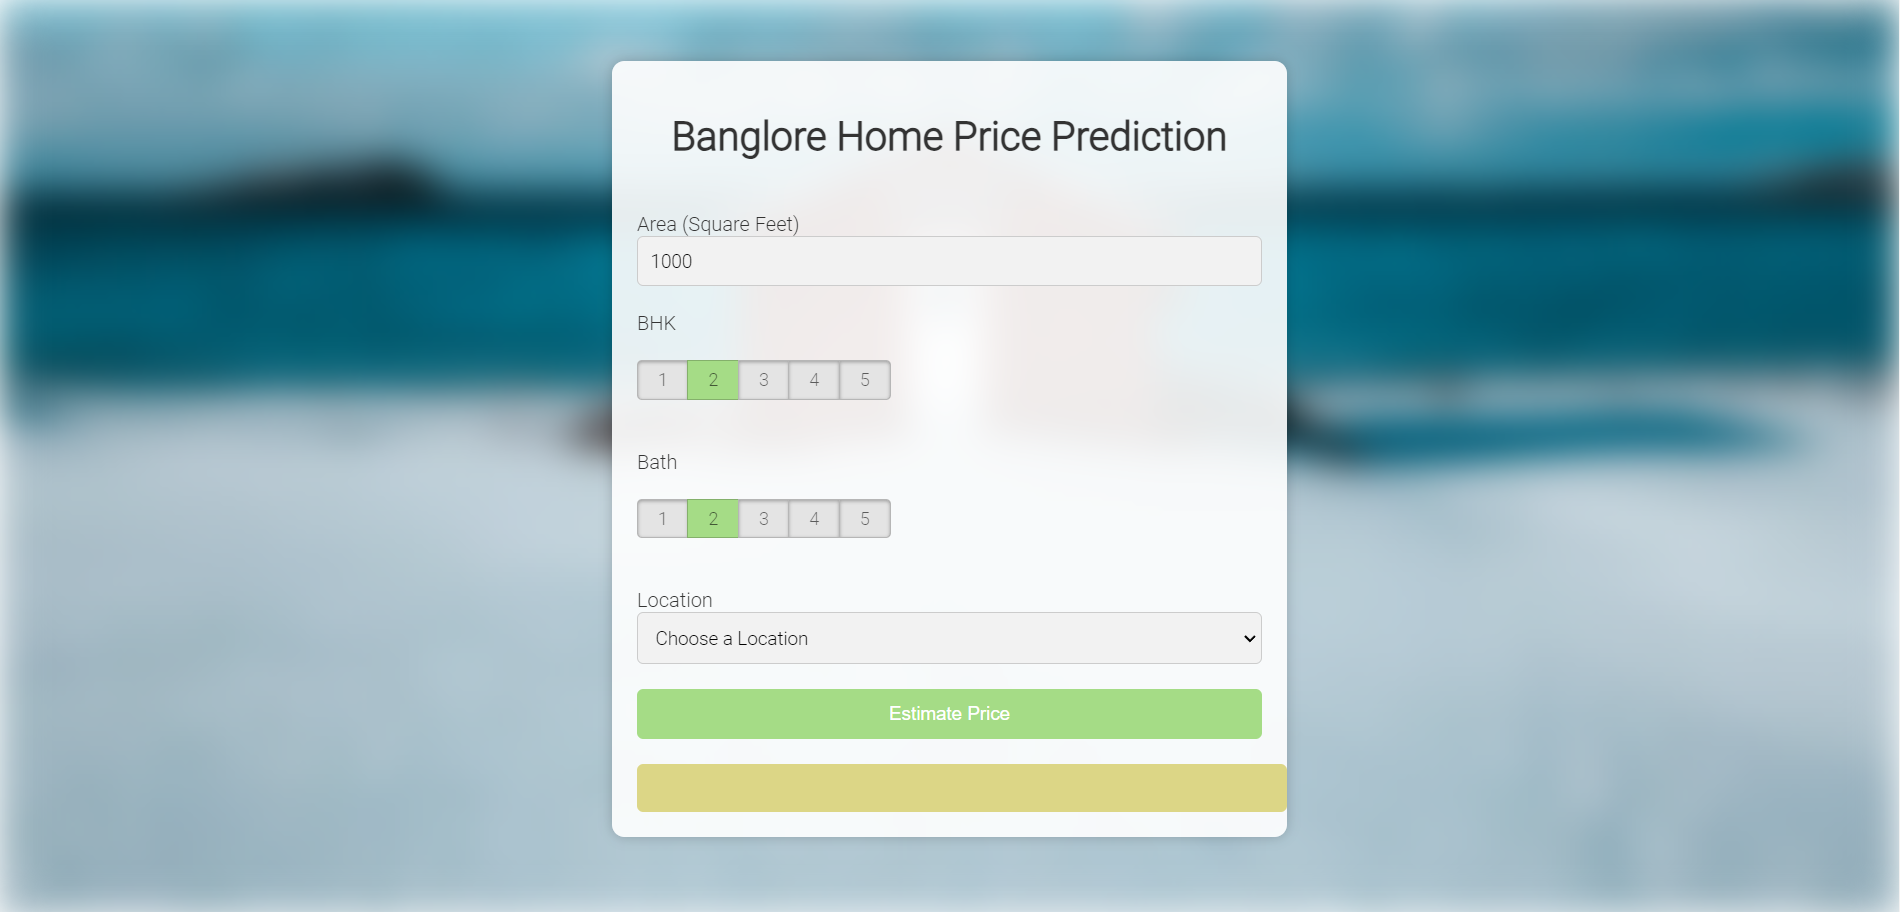 Banglore Home Price Prediction
Area (Square Feet)
1000
BHK
1 2 3 4 5
Bath
1 2 3 4 5
Location
Choose a Location
Estimate Price